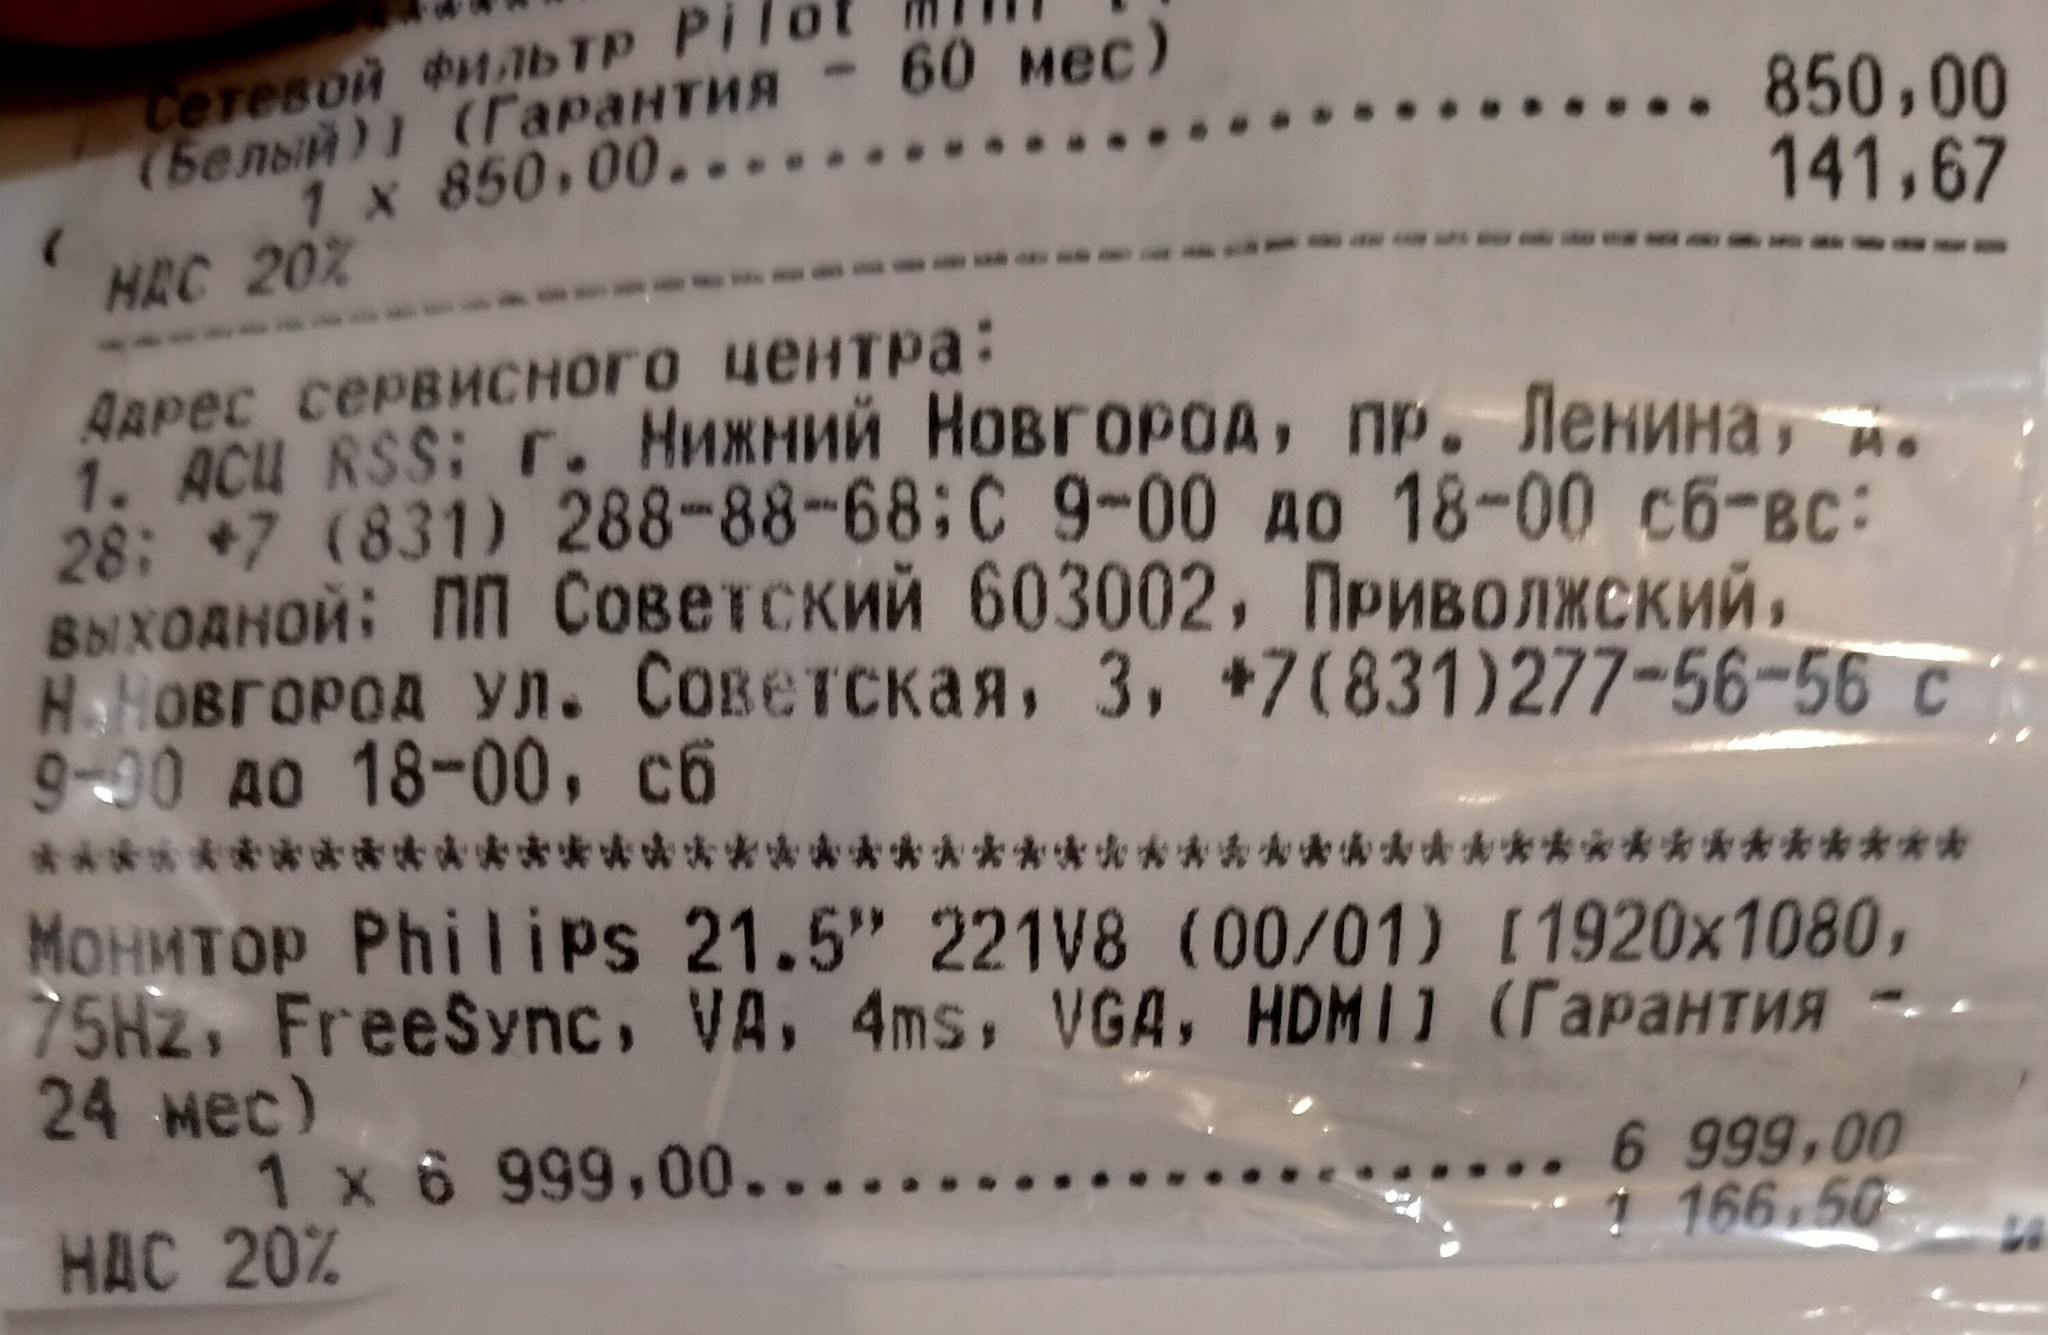 Сетевой фильтр Pilot mini
(Белый)] (Гарантия - 60 мес)
1 x 850,00.......................... 850,00
НДС 20% 141,67
Адрес сервисного центра:
1. АСЦ RSS; г. Нижний Новгород, пр. Ленина, д.
28; +7 (831) 288-88-68;С 9-00 до 18-00 сб-вс:
выходной; ПП Советский 603002, Приволжский,
Н.Новгород ул. Советская, 3, +7(831)277-56-56 с
9-00 до 18-00, сб
***********************************************
Монитор Philips 21.5" 221V8 (00/01) [1920x1080,
75Hz, FreeSync, VA, 4ms, VGA, HDMI] (Гарантия -
24 мес)
1 x 6 999,00.................... 6 999,00
НДС 20% 1 166,50